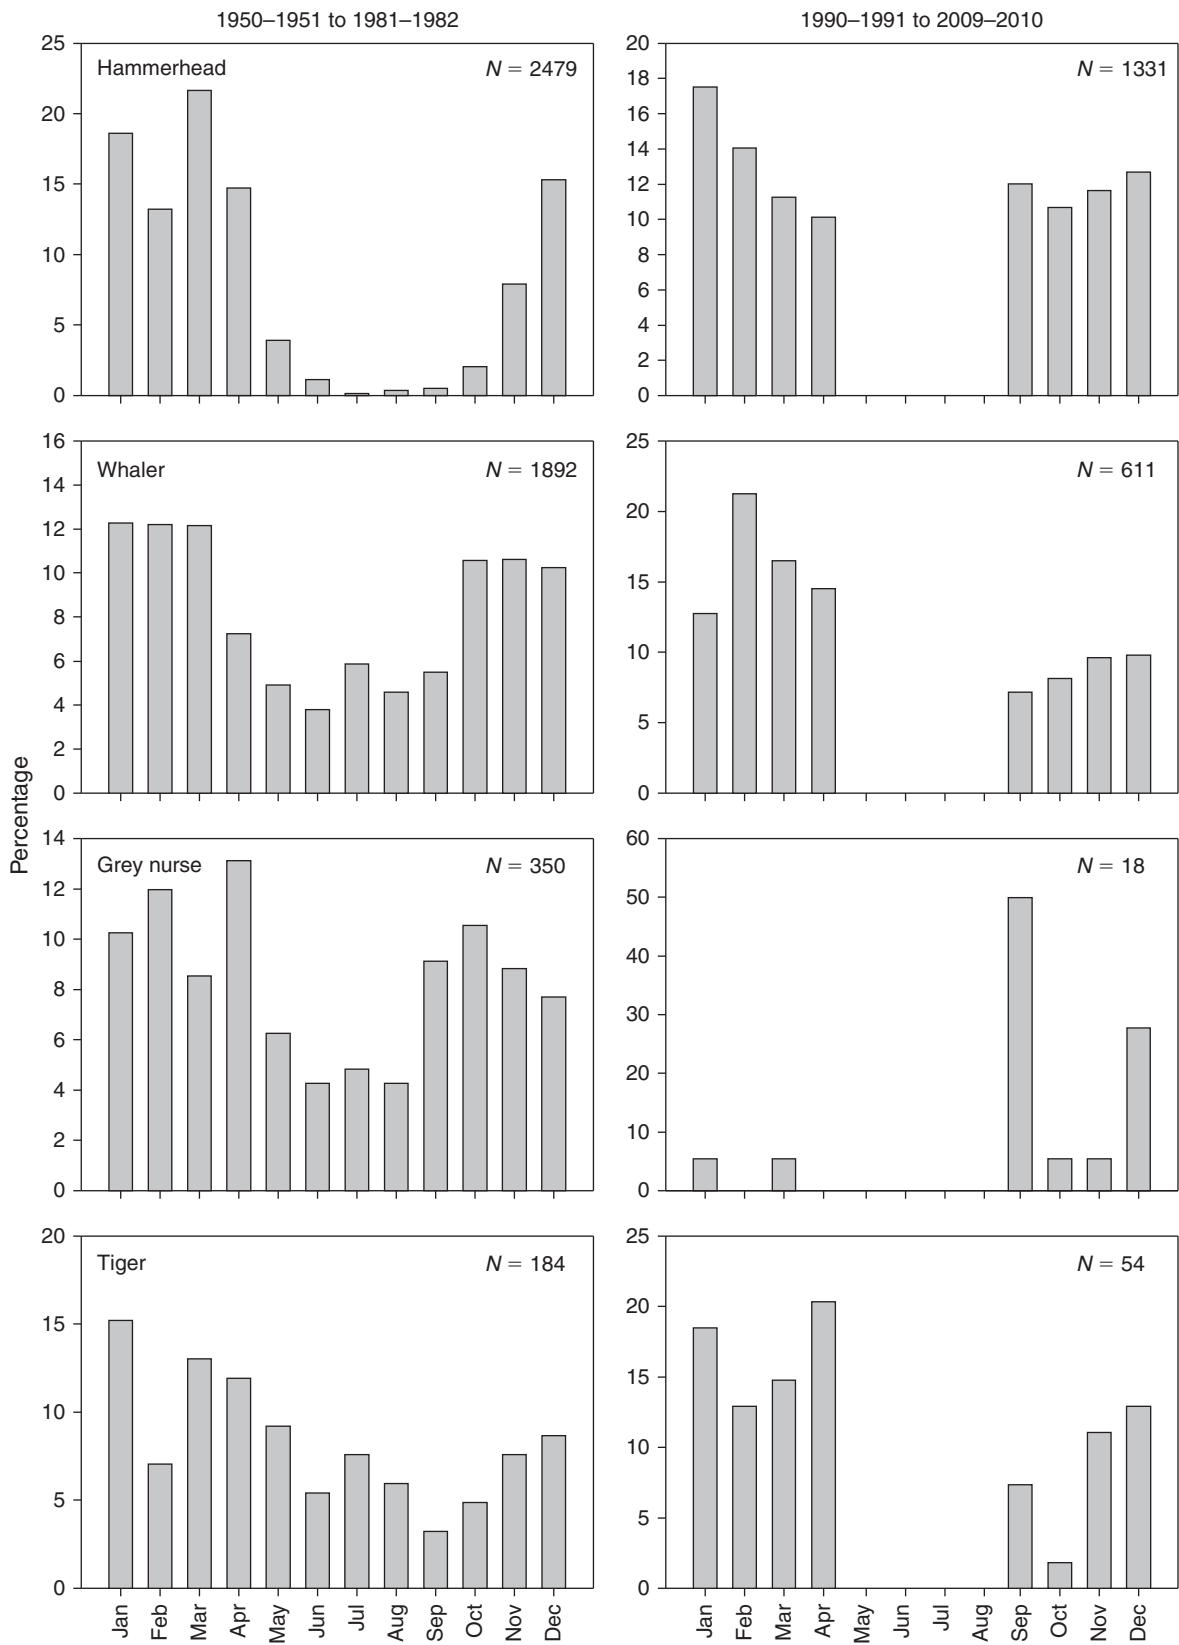 1950–1951 to 1981–1982
1990–1991 to 2009–2010
Percentage
25
20
15
10
5
0
Hammerhead
N = 2479
20
18
16
14
12
10
8
6
4
2
0
N = 1331
16
14
12
10
8
6
4
2
0
Whaler
N = 1892
25
20
15
10
5
0
N = 611
14
12
10
8
6
4
2
0
Grey nurse
N = 350
60
50
40
30
20
10
0
N = 18
20
15
10
5
0
Tiger
N = 184
Jan
Feb
Mar
Apr
May
Jun
Jul
Aug
Sep
Oct
Nov
Dec
25
20
15
10
5
0
N = 54
Jan
Feb
Mar
Apr
May
Jun
Jul
Aug
Sep
Oct
Nov
Dec